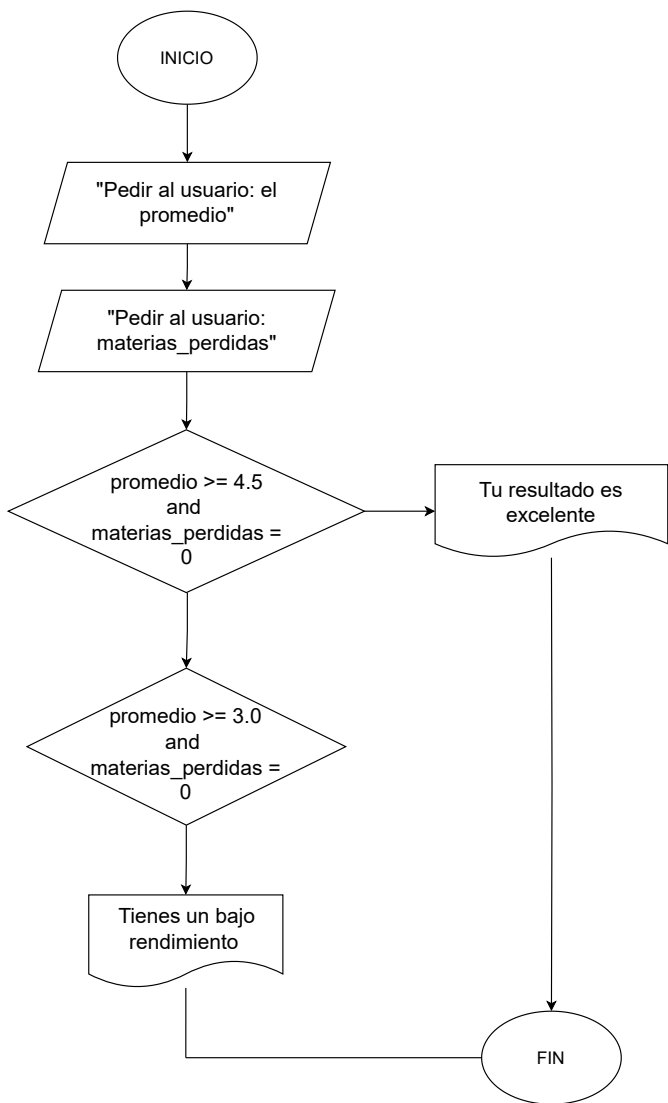 INICIO
"Pedir al usuario: el
promedio"
"Pedir al usuario:
materias_perdidas"
promedio >= 4.5
and
materias_perdidas =
0
Tu resultado es
excelente
promedio >= 3.0
and
materias_perdidas =
0
Tienes un bajo
rendimiento
FIN